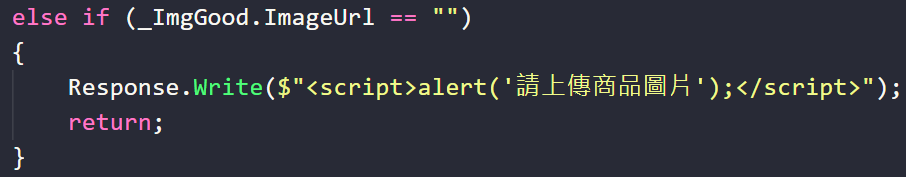 else if (_ImgGood.ImageUrl == "")
{
Response.Write($"<script>alert('請上傳商品圖片');</script>");
return;
}